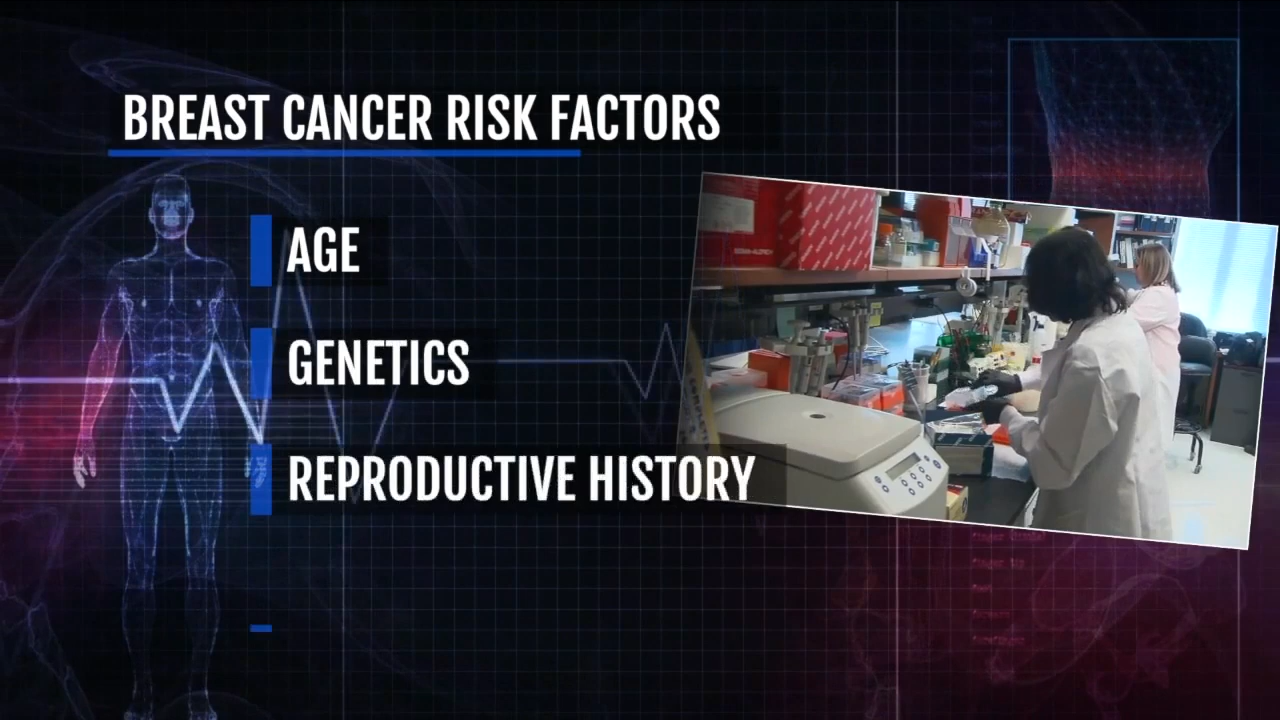 BREAST CANCER RISK FACTORS
AGE
GENETICS
REPRODUCTIVE HISTORY